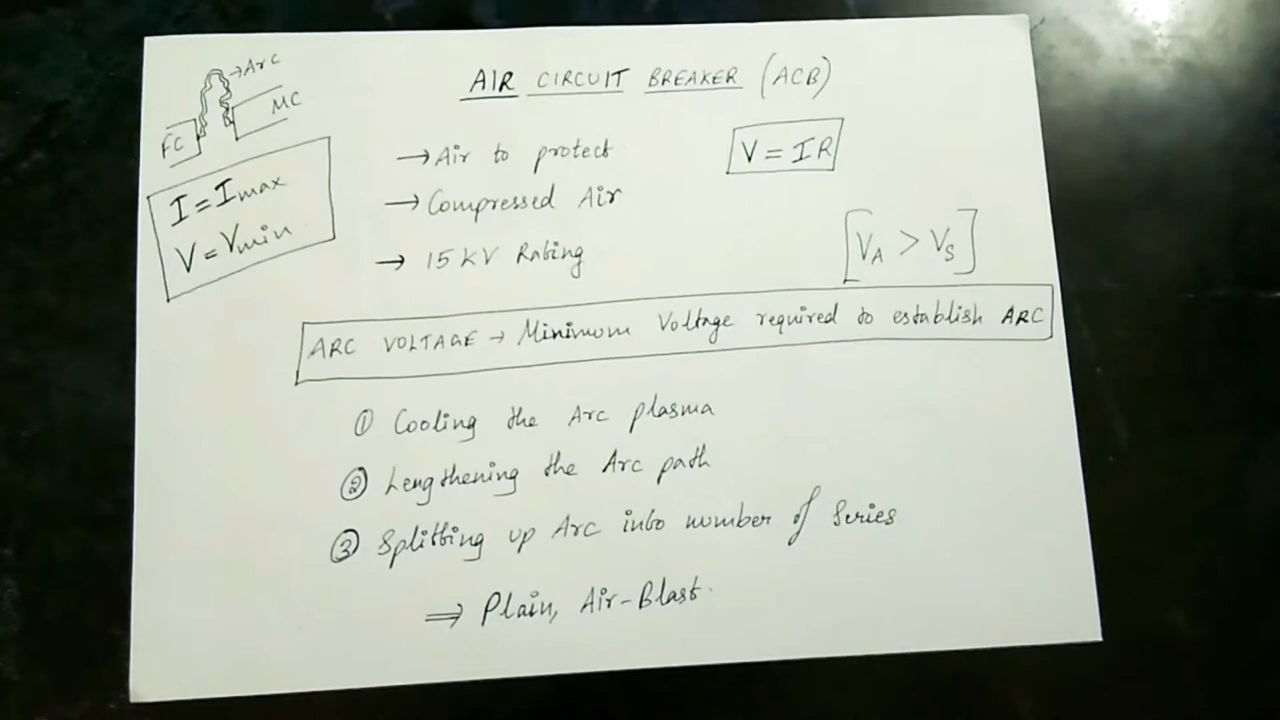 AIR CIRCUIT BREAKER (ACB)
→Arc
MC
FC
I = Imax
V = Vmin
→ Air to protect
→ Compressed Air
→ 15 kV Rating
V = IR
[VA > VS]
ARC VOLTAGE → Minimum Voltage required to establish ARC
① Cooling the Arc plasma
② Lengthening the Arc path
③ Splitting up Arc into number of Series
⇒ Plain, Air-Blast.